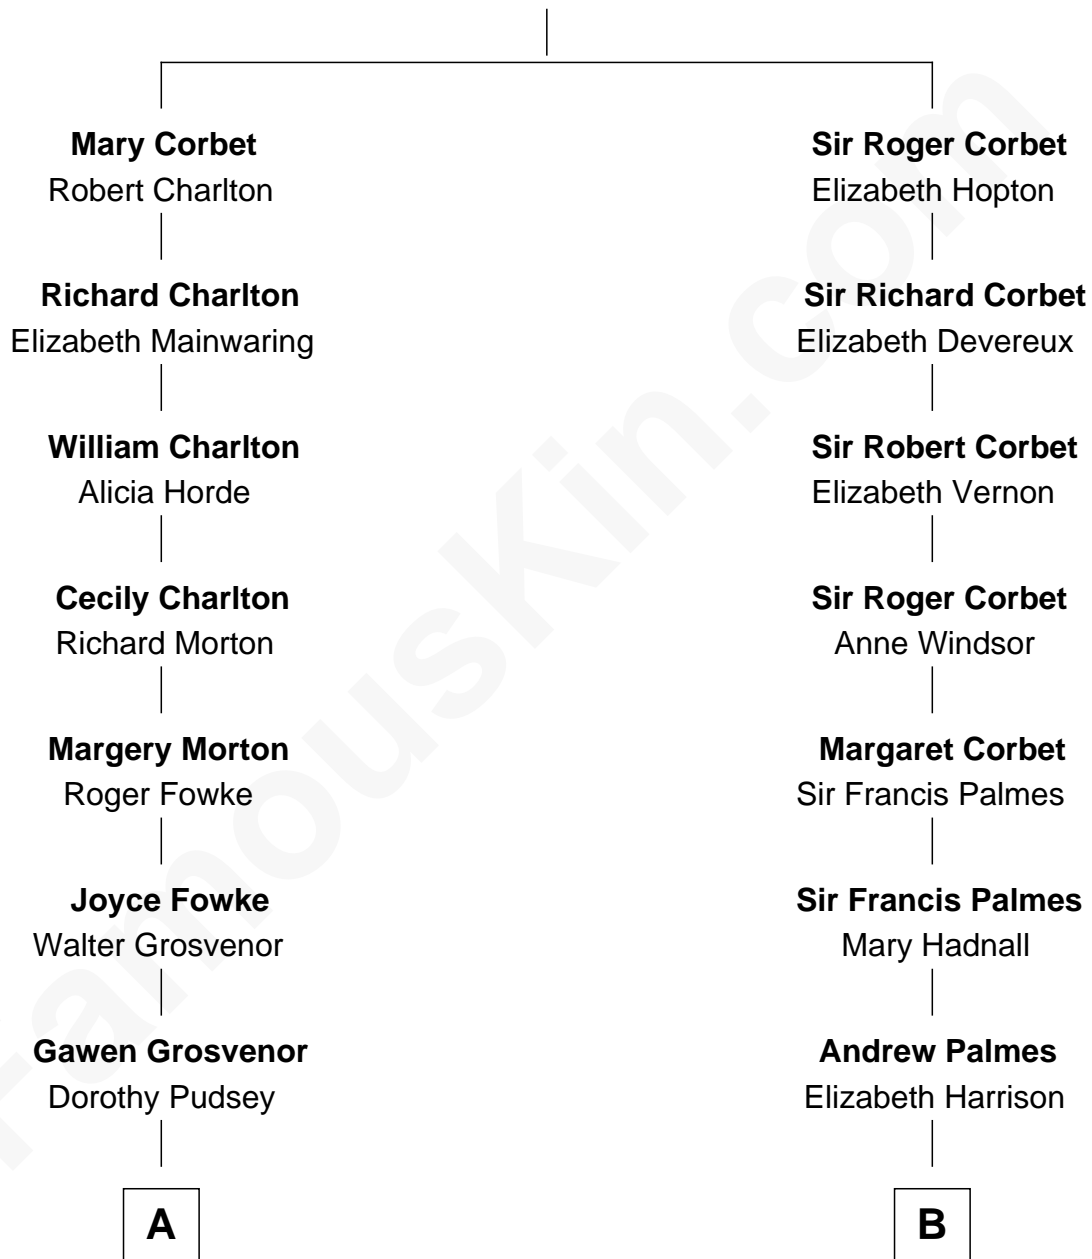 Mary Corbet
Robert Charlton
Richard Charlton
Elizabeth Mainwaring
William Charlton
Alicia Horde
Cecily Charlton
Richard Morton
Margery Morton
Roger Fowke
Joyce Fowke
Walter Grosvenor
Gawen Grosvenor
Dorothy Pudsey
A
Sir Roger Corbet
Elizabeth Hopton
Sir Richard Corbet
Elizabeth Devereux
Sir Robert Corbet
Elizabeth Vernon
Sir Roger Corbet
Anne Windsor
Margaret Corbet
Sir Francis Palmes
Sir Francis Palmes
Mary Hadnall
Andrew Palmes
Elizabeth Harrison
B
FamousKin.com